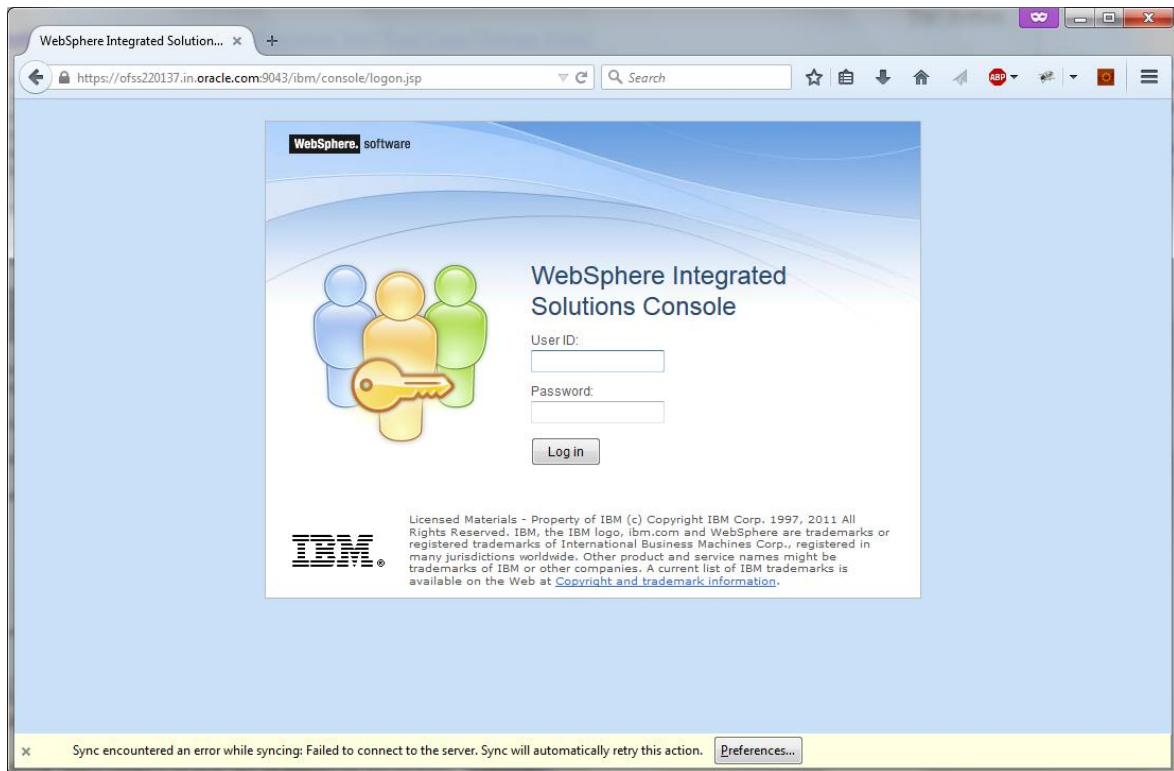 WebSphere Integrated Solution...
https://ofss220137.in.oracle.com:9043/ibm/console/logon.jsp
Search
ABP
WebSphere. software
WebSphere Integrated
Solutions Console
User ID:
Password:
Log in
IBM®
Licensed Materials - Property of IBM (c) Copyright IBM Corp. 1997, 2011 All
Rights Reserved. IBM, the IBM logo, ibm.com and WebSphere are trademarks or
registered trademarks of International Business Machines Corp., registered in
many jurisdictions worldwide. Other product and service names might be
trademarks of IBM or other companies. A current list of IBM trademarks is
available on the Web at Copyright and trademark information.
Sync encountered an error while syncing: Failed to connect to the server. Sync will automatically retry this action. Preferences...